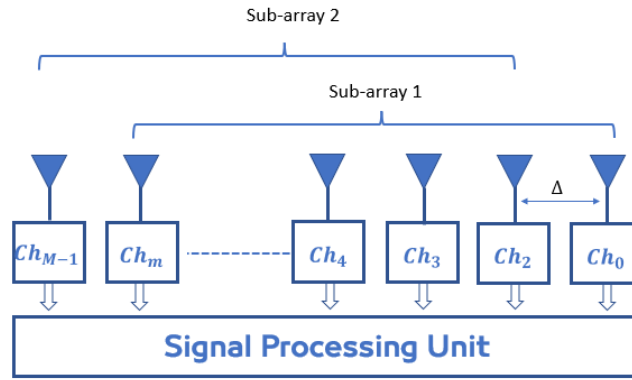 Sub-array 2
Sub-array 1
Δ
Ch_{M-1} Ch_m Ch_4 Ch_3 Ch_2 Ch_0
Signal Processing Unit